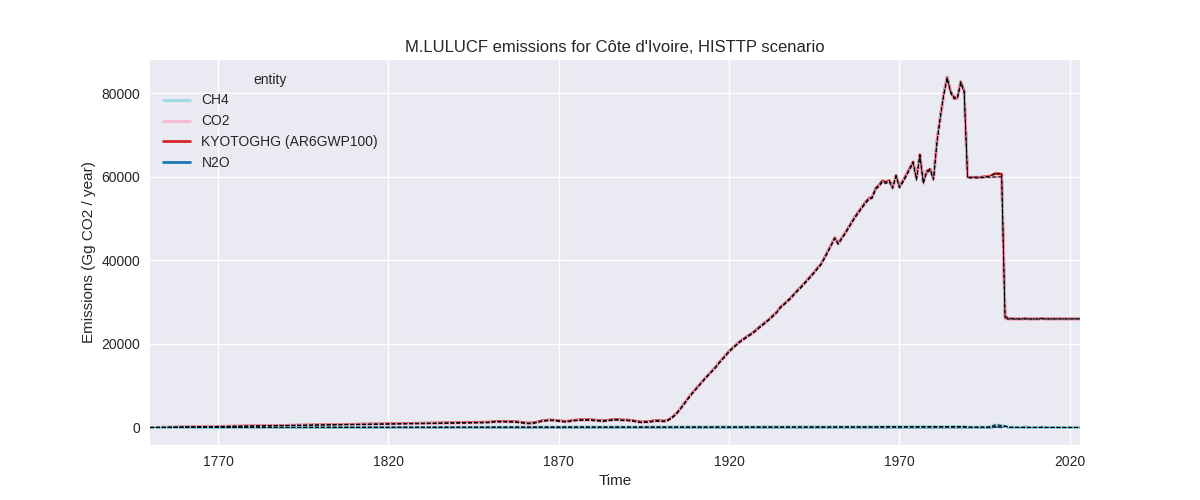 M.LULUCF emissions for Côte d'Ivoire, HISTTP scenario
entity
CH4
CO2
KYOTOGHG (AR6GWP100)
N2O
Emissions (Gg CO2 / year)
80000
60000
40000
20000
0
1770
1820
1870
1920
1970
2020
Time